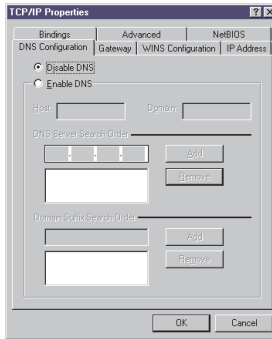 TCP/IP Properties
Bindings Advanced NetBIOS
DNS Configuration Gateway WINS Configuration IP Address
Disable DNS
Enable DNS
Host: Domain:
DNS Server Search Order
Add
Remove
Domain Suffix Search Order
Add
Remove
OK Cancel